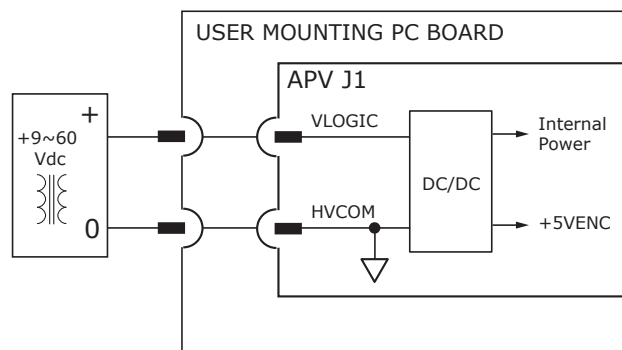 USER MOUNTING PC BOARD
APV J1
+
+9~60
Vdc
0
VLOGIC
HVCOM
DC/DC
Internal
Power
+5VENC